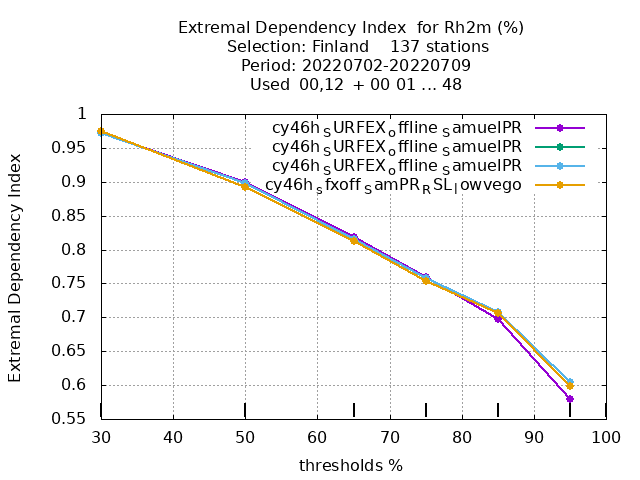 Extremal Dependency Index  for Rh2m (%)
Selection: Finland    137 stations
Period: 20220702-20220709
Used  00,12  + 00 01 ... 48
cy46h_SURFEX_offline_SamuelPR
cy46h_SURFEX_offline_SamuelPR
cy46h_SURFEX_offline_SamuelPR
cy46h_sfxoff_SamPR_RSL_lowvego
Extremal Dependency Index
1
0.95
0.9
0.85
0.8
0.75
0.7
0.65
0.6
0.55
30 40 50 60 70 80 90 100
thresholds %